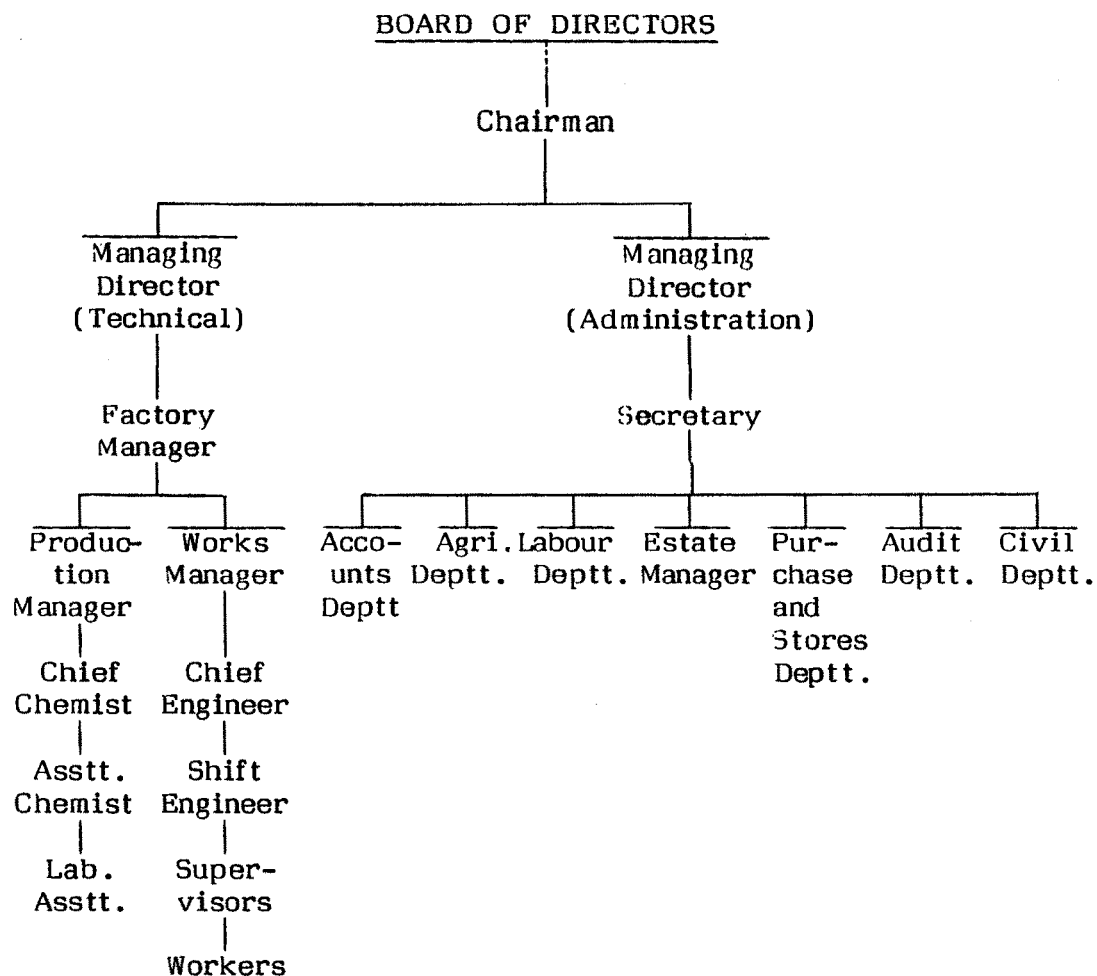 BOARD OF DIRECTORS
Chairman
Managing
Director
(Technical)
Managing
Director
(Administration)
Factory
Manager
Secretary
Produc-
tion
Manager
Works
Manager
Acco-
unts
Deptt
Agri.
Deptt.
Labour
Deptt.
Estate
Manager
Pur-
chase
and
Stores
Deptt.
Audit
Deptt.
Civil
Deptt.
Chief
Chemist
Chief
Engineer
Asstt.
Chemist
Shift
Engineer
Lab.
Asstt.
Super-
visors
Workers